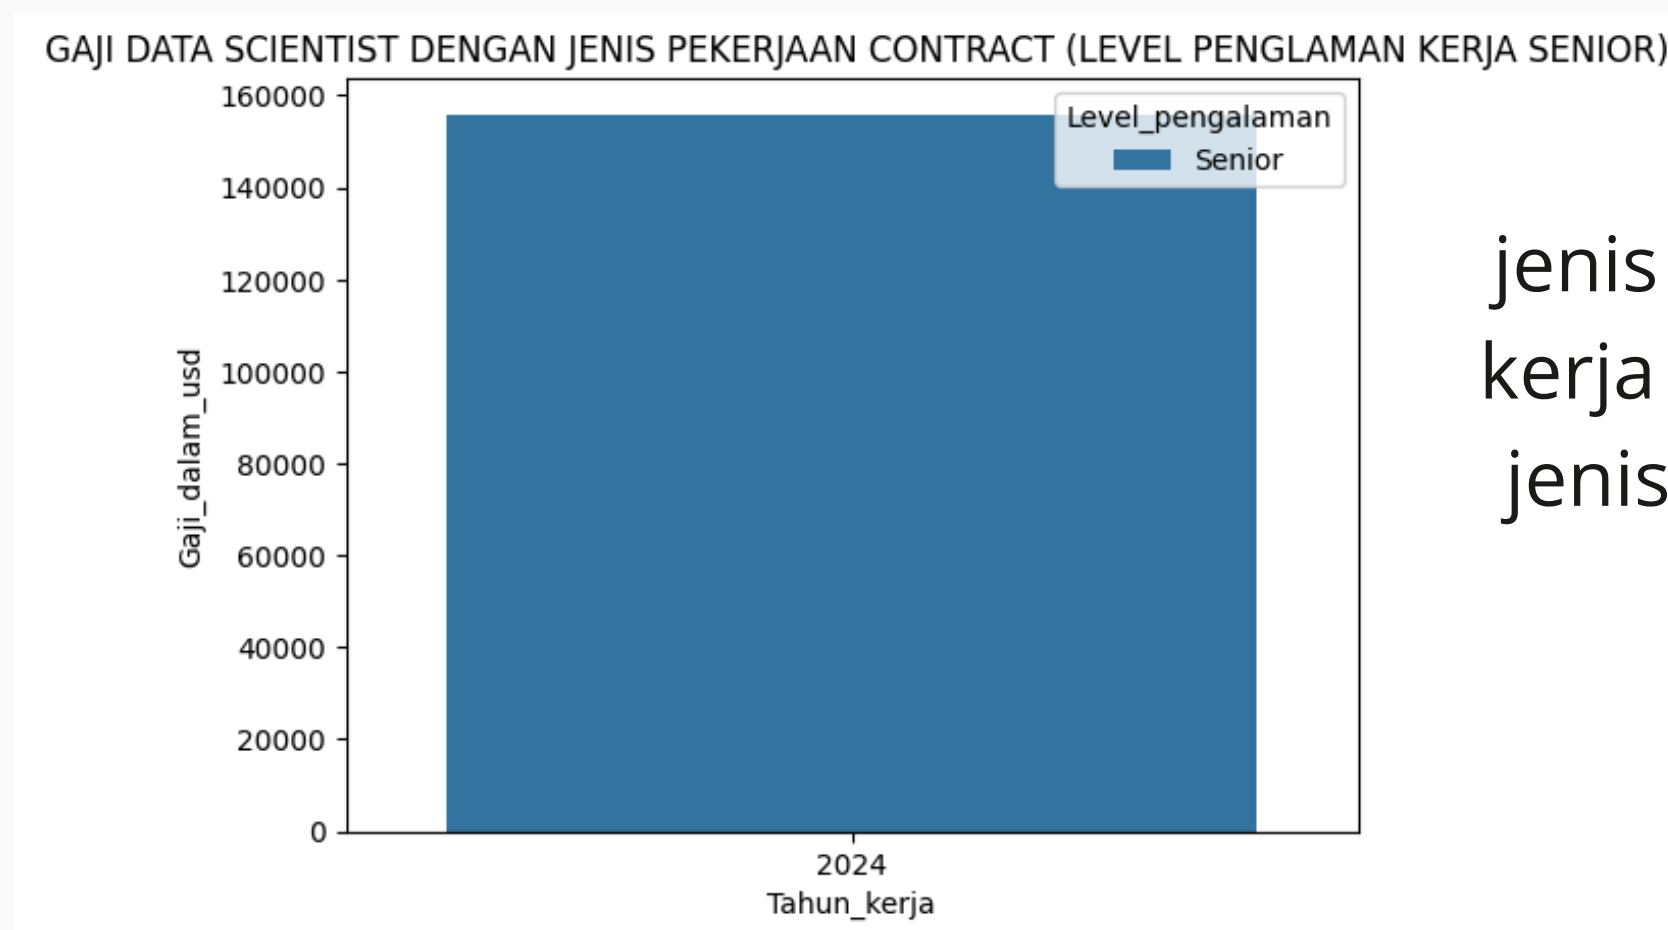 GAJI DATA SCIENTIST DENGAN JENIS PEKERJAAN CONTRACT (LEVEL PENGLAMAN KERJA SENIOR)
Level_pengalaman
Senior
160000
140000
120000
100000
80000
60000
40000
20000
0
Gaji_dalam_usd
2024
Tahun_kerja
jenis
kerja
jenis